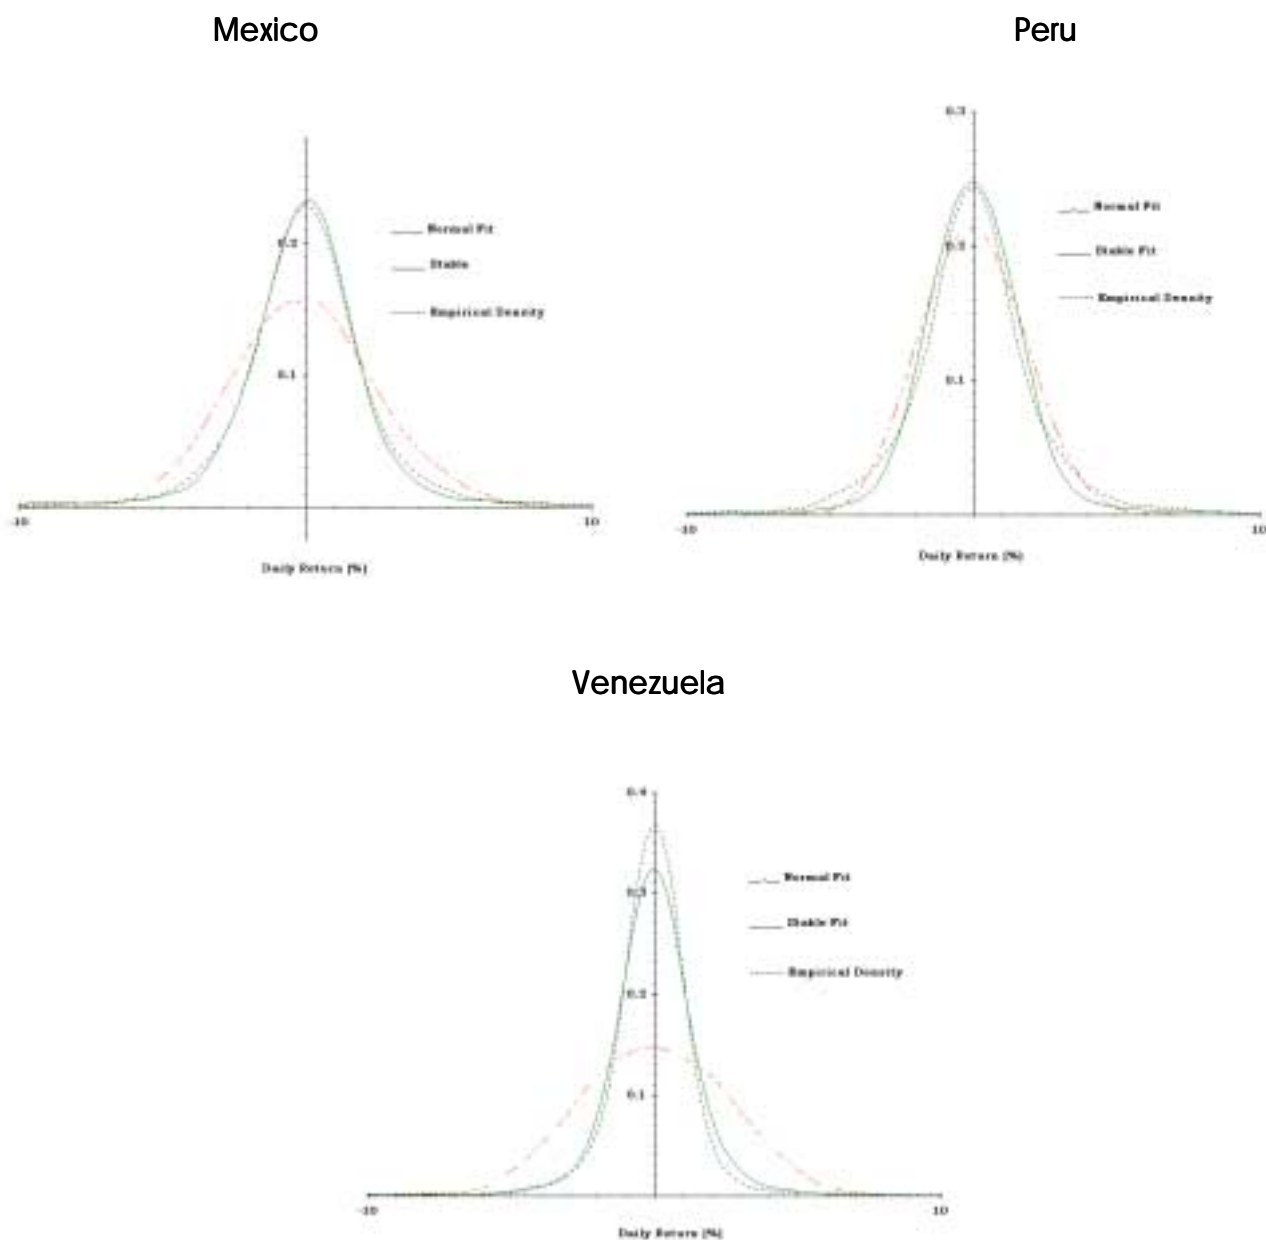 Mexico
Peru
0.3
Normal Fit
Stable Fit
Empirical Density
0.2
0.1
-10
10
Daily Return (%)
Normal Fit
Stable
Empirical Density
0.2
0.1
-10
10
Daily Return (%)
Venezuela
0.4
Normal Fit
0.3
Stable Fit
Empirical Density
0.2
0.1
-10
10
Daily Return (%)